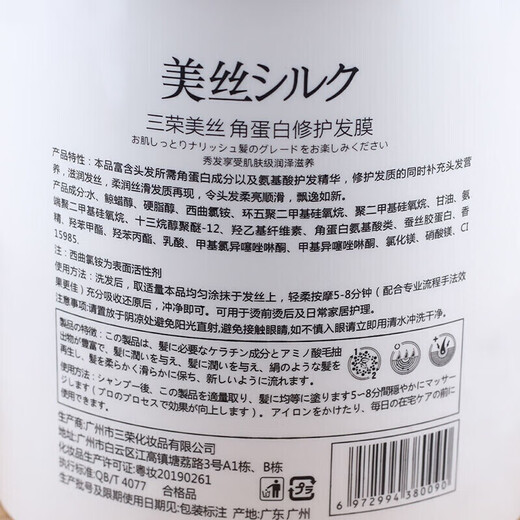 美丝シルク
三荣美丝 角蛋白修护发膜
お肌しっとりナリッシュ髪のグレードをお楽しみください
秀发享受肌肤级润泽滋养
产品特性：本品富含头发所需角蛋白成分以及氨基酸护发精华，修护发质的同时补充头发营
养，滋润发丝，柔润丝滑发质再现，令头发柔亮顺滑，飘逸如新。
产品成分:水、鲸蜡醇、硬脂醇、西曲氯铵、环五聚二甲基硅氧烷、聚二甲基硅氧烷、甘油、氨
端聚二甲基硅氧烷、十三烷醇聚醚-12、羟乙基纤维素、角蛋白氨基酸类、蚕丝胶蛋白、香
精、羟苯甲酯、羟苯丙酯、乳酸、甲基氯异噻唑啉酮、甲基异噻唑啉酮、氯化镁、硝酸镁、CI
15985.
注：西曲氯铵为表面活性剂
使用方法：洗发后，取适量本品均匀涂抹于发丝上，轻柔按摩5-8分钟（配合专业流程手法效
果更佳）充分吸收还原后，冲净即可。可用于烫前烫后及日常家居护理。
注意事项:请置放于阴凉处避免阳光直射,避免接触眼睛,如不慎入眼请立即用清水冲洗干净。
製品の特徴：この製品は、髪に必要なケラチン成分とアミノ酸毛抽
出物が豊富で、髪に潤いを与え、髪に潤いを与え、絹のような髪を
再生し、髪を柔らかく滑らかに保ち、新しいように流れます。
使用方法：シャンプー後、この製品を適量取り、髪に均等に塗ります5~8分間穏やかにマッサー
ジします（プロのプロセスで効果が向上します）。アイロンをかけたり、毎日の在宅ケアの前に
使用できます。
生产商:广州市三荣化妆品有限公司
地址:广州市白云区江高镇塘荔路3号A1栋、B栋
化妆品生产许可证:粤妆20190261
执行标准:QB/T 4077 合格品
生产批号及限期使用日期见:包装标注 产地:广东.广州
6 972994 380090